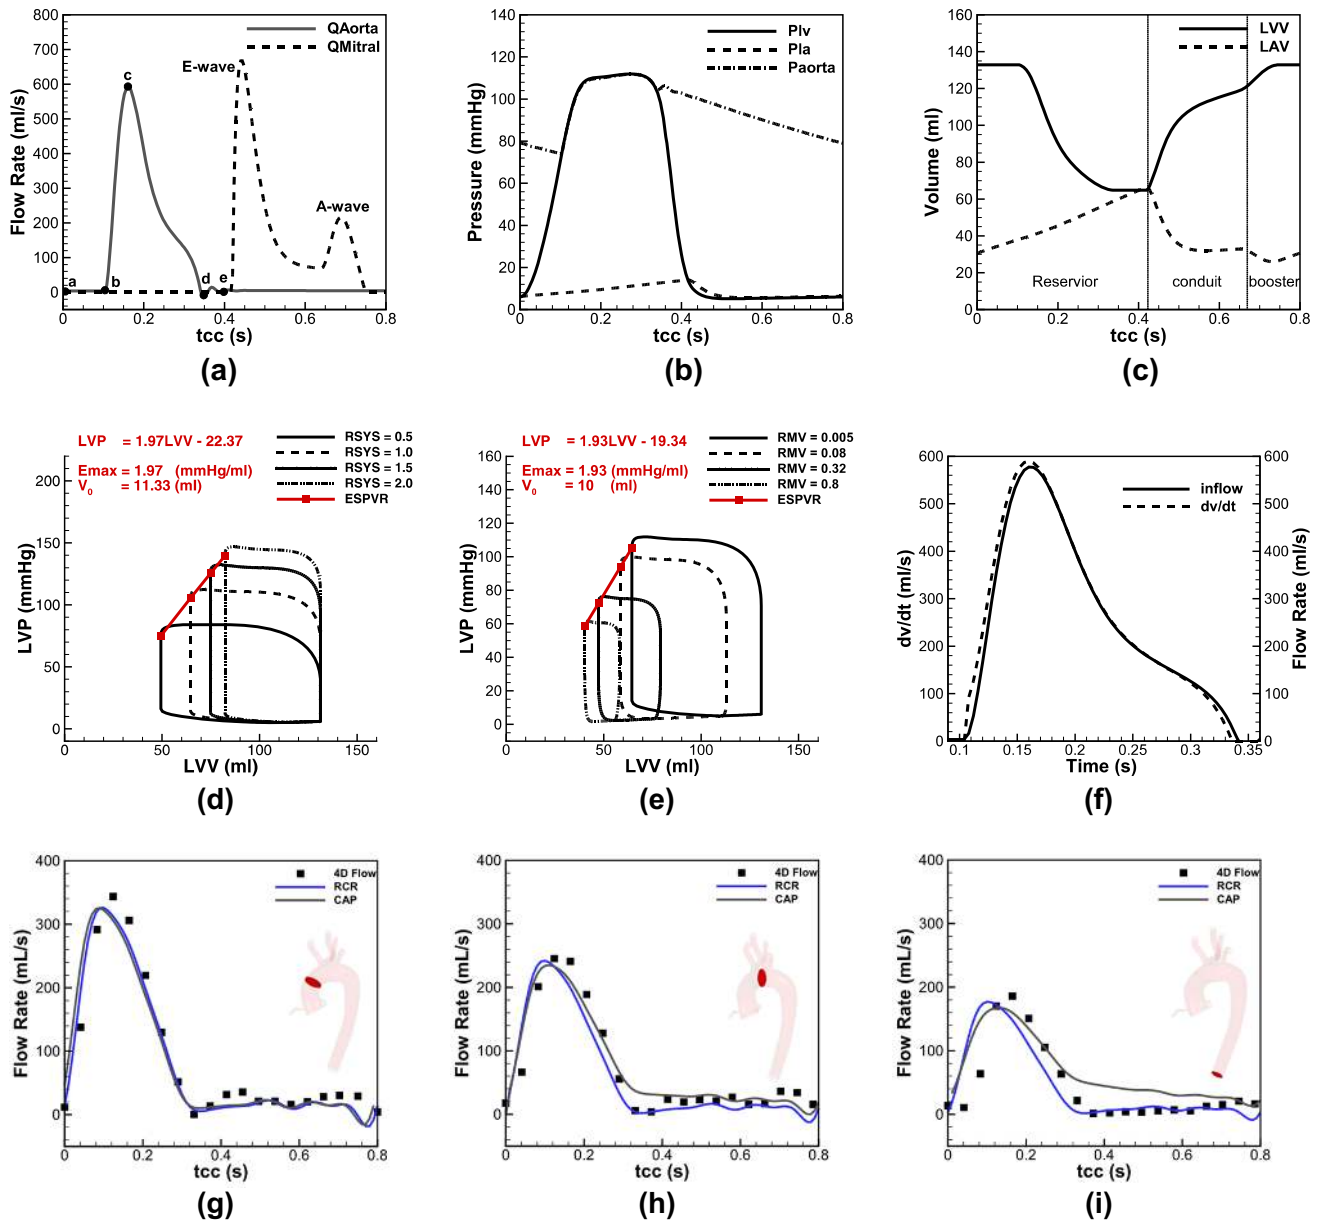 800
700
600
500
400
300
200
100
0
Flow Rate (ml/s)
QAorta
QMitral
E-wave
A-wave
a
b
c
d
e
0 0.2 0.4 0.6 0.8
tcc (s)
(a)
140
120
100
80
60
40
20
0
Pressure (mmHg)
Plv
Pla
Paorta
0 0.2 0.4 0.6 0.8
tcc (s)
(b)
160
140
120
100
80
60
40
20
0
Volume (ml)
LVV
LAV
Reservior conduit booster
0 0.2 0.4 0.6 0.8
tcc (s)
(c)
LVP = 1.97LVV - 22.37
Emax = 1.97 (mmHg/ml)
V0 = 11.33 (ml)
RSYS = 0.5
RSYS = 1.0
RSYS = 1.5
RSYS = 2.0
ESPVR
200
150
100
50
0
LVP (mmHg)
0 50 100 150
LVV (ml)
(d)
LVP = 1.93LVV - 19.34
Emax = 1.93 (mmHg/ml)
V0 = 10 (ml)
RMV = 0.005
RMV = 0.08
RMV = 0.32
RMV = 0.8
ESPVR
160
140
120
100
80
60
40
20
0
LVP (mmHg)
0 50 100 150
LVV (ml)
(e)
600
500
400
300
200
100
0
dv/dt (ml/s)
inflow
dv/dt
600
500
400
300
200
100
0
Flow Rate (ml/s)
0.1 0.15 0.2 0.25 0.3 0.35
Time (s)
(f)
400
300
200
100
0
Flow Rate (mL/s)
4D Flow
RCR
CAP
0 0.2 0.4 0.6 0.8
tcc (s)
(g)
400
300
200
100
0
Flow Rate (mL/s)
4D Flow
RCR
CAP
0 0.2 0.4 0.6 0.8
tcc (s)
(h)
400
300
200
100
0
Flow Rate (mL/s)
4D Flow
RCR
CAP
0 0.2 0.4 0.6 0.8
tcc (s)
(i)